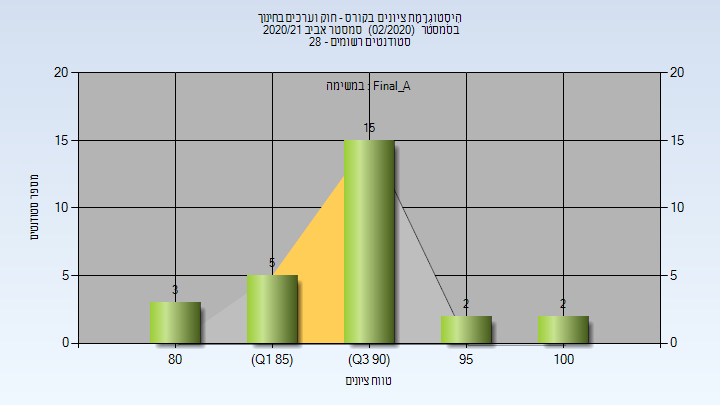 היסטוגרמת ציונים בקורס - חוק וערכים בחינוך
בסמסטר (02/2020) סמסטר אביב 2020/21
סטודנטים רשומים - 28
במשימה : Final_A
20
15
10
5
0
20
15
10
5
0
מספר סטודנטים
3
5
15
2
2
80
(Q1 85)
(Q3 90)
95
100
טווח ציונים